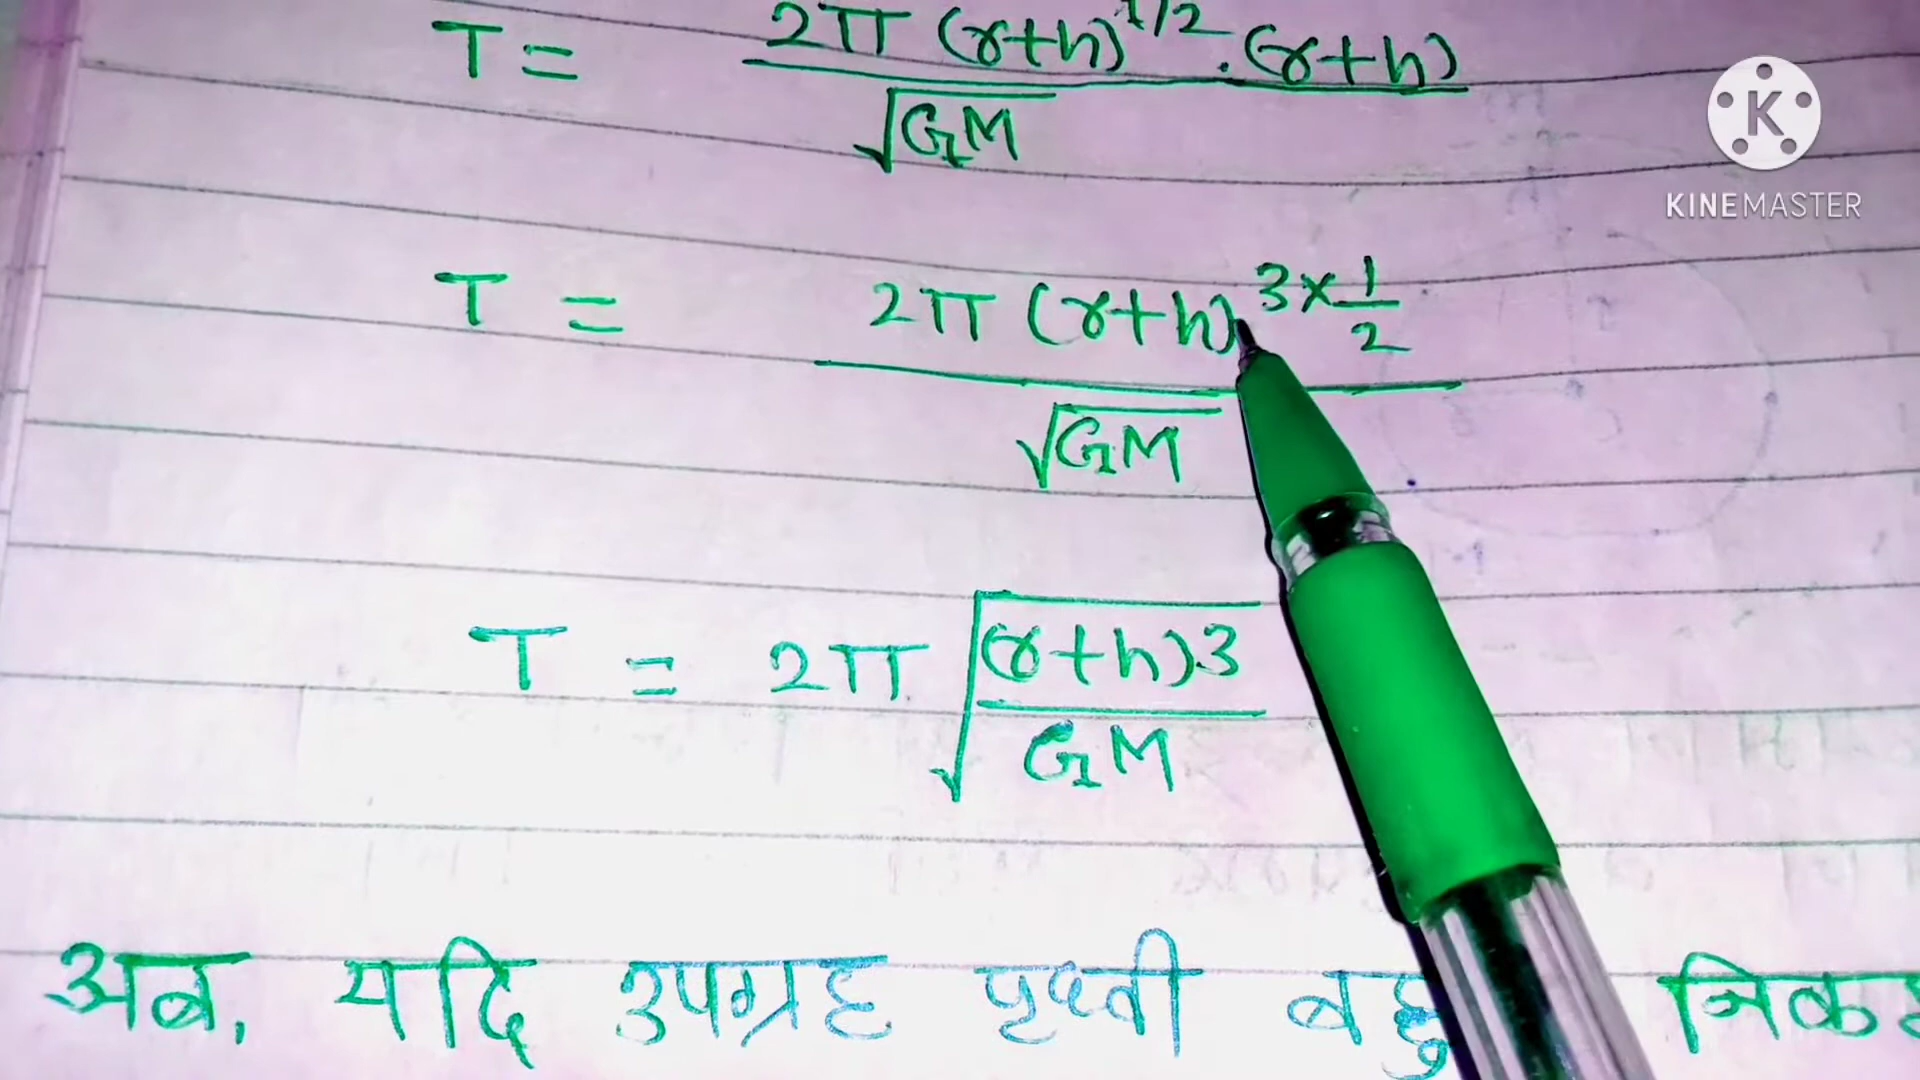 T = 2π (r+h)^1/2 . (r+h) / √GM
KINEMASTER
T = 2π (r+h)^3×1/2 / √GM
T = 2π √(r+h)3 / GM
अब, यदि उपग्रह पृथ्वी